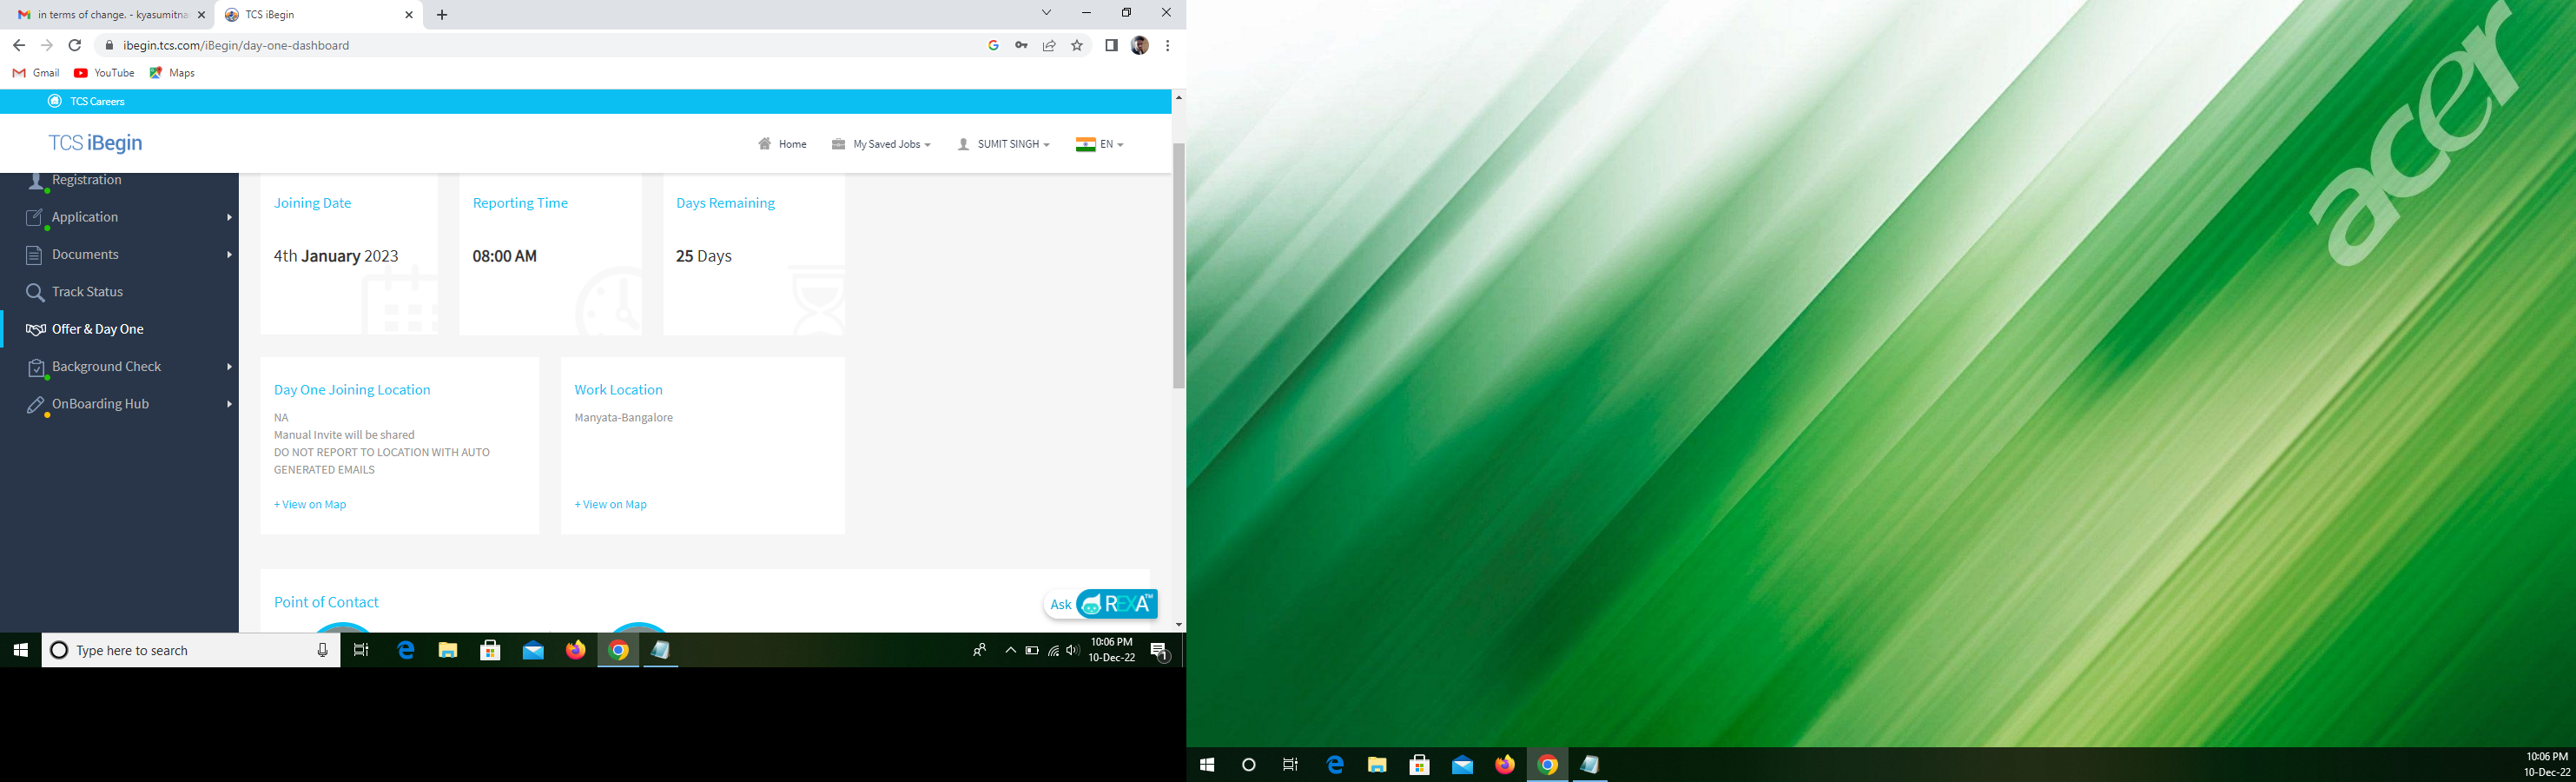 in terms of change. - kyasumitna
TCS iBegin
ibegin.tcs.com/iBegin/day-one-dashboard
Gmail
YouTube
Maps
TCS Careers
TCS iBegin
Home
My Saved Jobs
SUMIT SINGH
EN
Registration
Application
Documents
Track Status
Offer & Day One
Background Check
OnBoarding Hub
Joining Date
4th January 2023
Reporting Time
08:00 AM
Days Remaining
25 Days
Day One Joining Location
NA
Manual Invite will be shared
DO NOT REPORT TO LOCATION WITH AUTO
GENERATED EMAILS
+ View on Map
Work Location
Manyata-Bangalore
+ View on Map
Point of Contact
Ask REXA™
Type here to search
10:06 PM
10-Dec-22
1
acer
10:06 PM
10-Dec-22